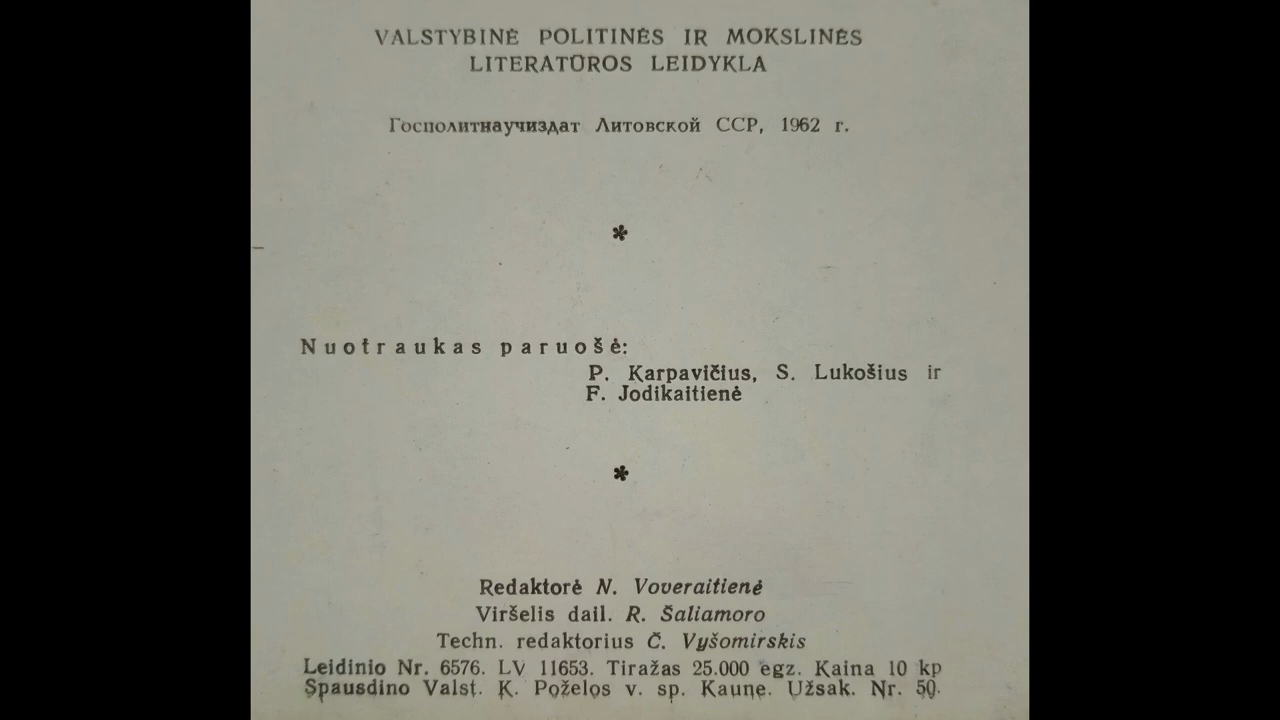 VALSTYBINĖ POLITINĖS IR MOKSLINĖS
LITERATŪROS LEIDYKLA
Госполитнаучиздат Литовской ССР, 1962 г.
*
Nuotraukas paruošė:
P. Karpavičius, S. Lukošius ir
F. Jodikaitienė
*
Redaktorė N. Voveraitienė
Viršelis dail. R. Šaliamoro
Techn. redaktorius Č. Vyšomirskis
Leidinio Nr. 6576. LV 11653. Tiražas 25.000 egz. Kaina 10 kp
Spausdino Valst. K. Poželos v. sp. Kaune. Užsak. Nr. 50.